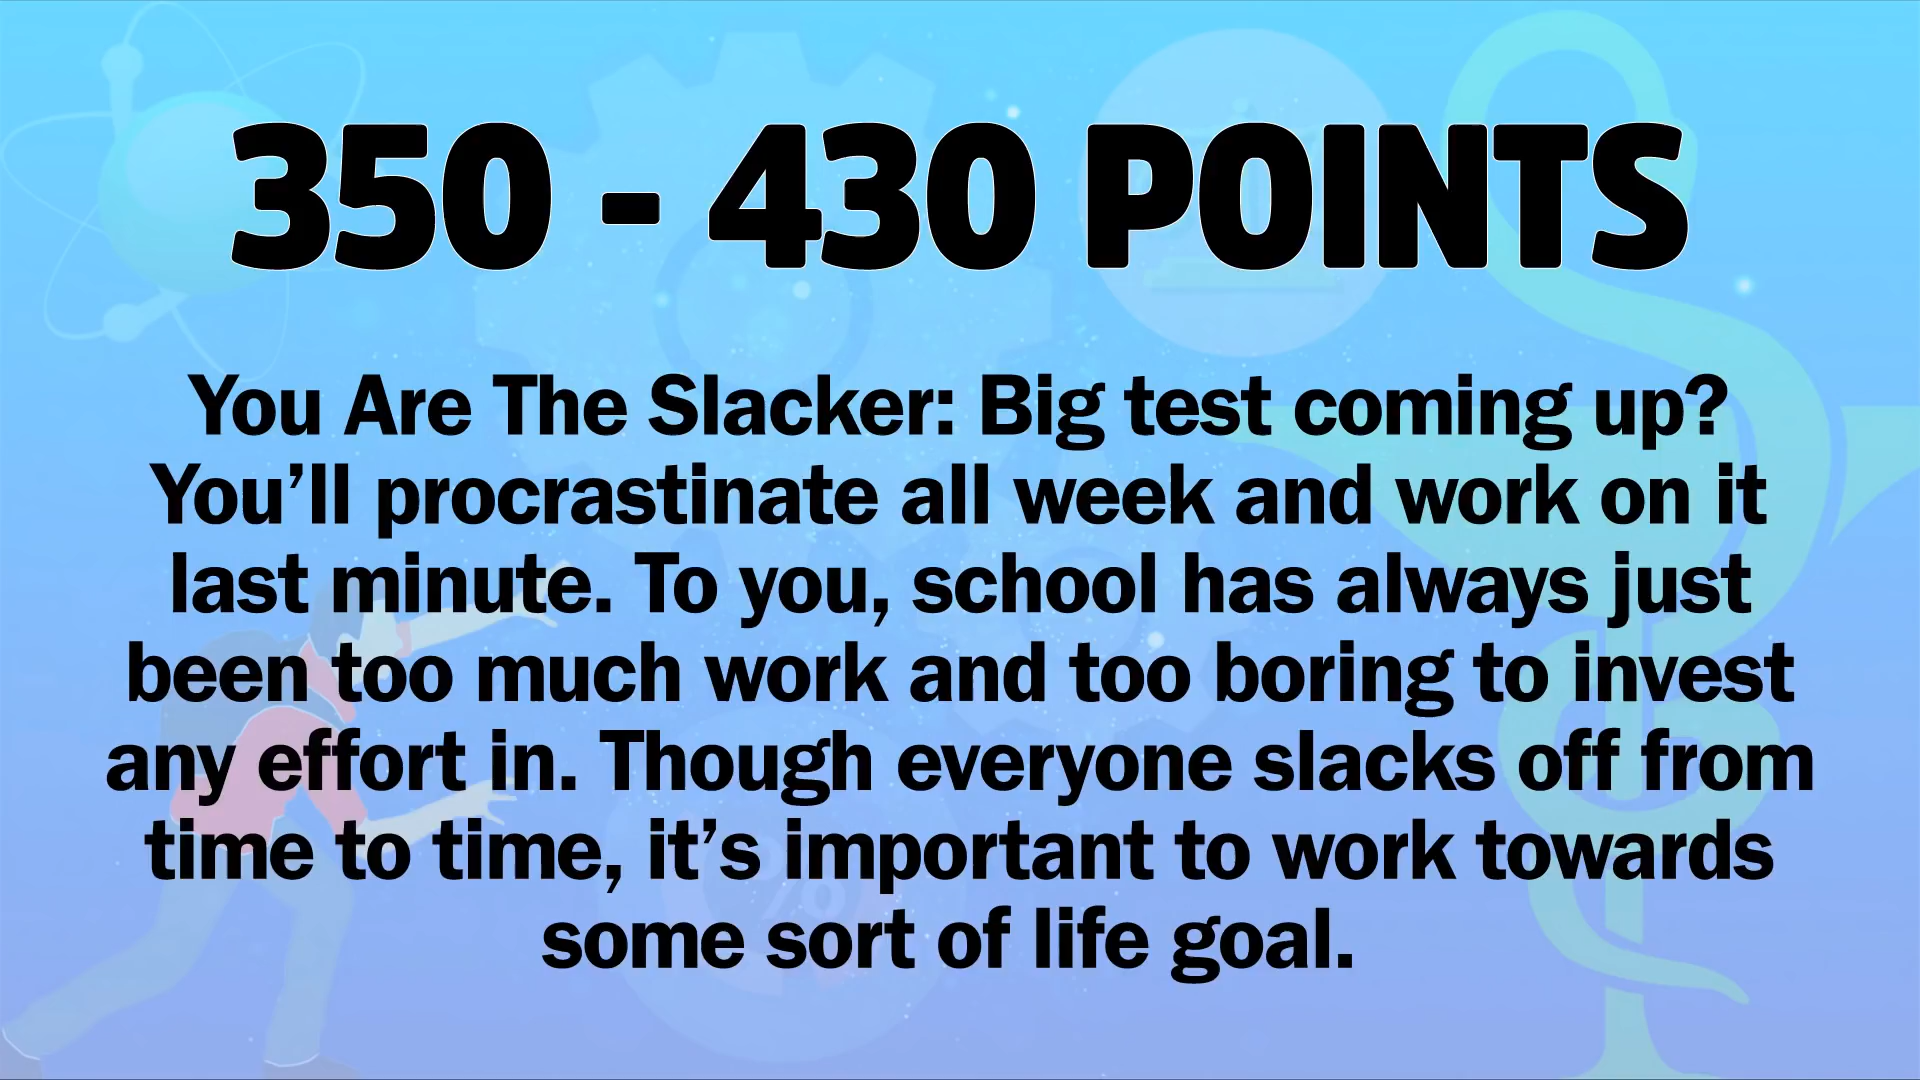 350 - 430 POINTS
You Are The Slacker: Big test coming up?
You’ll procrastinate all week and work on it
last minute. To you, school has always just
been too much work and too boring to invest
any effort in. Though everyone slacks off from
time to time, it’s important to work towards
some sort of life goal.
%